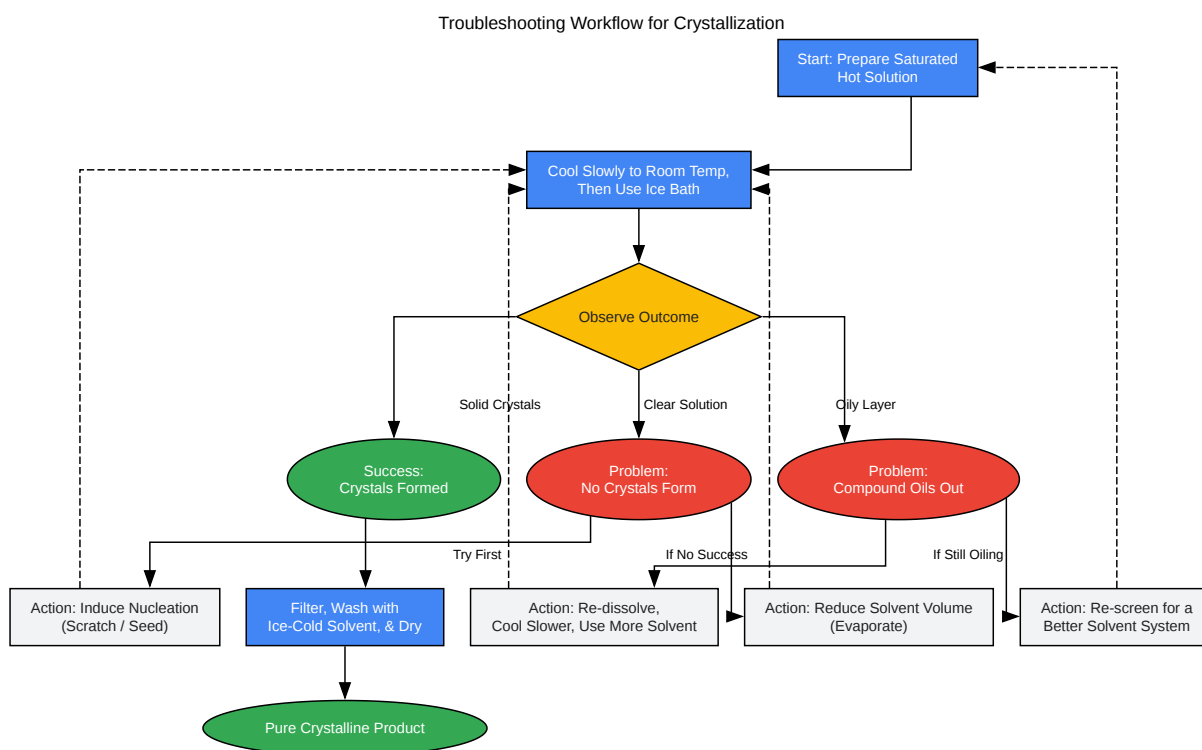 Troubleshooting Workflow for Crystallization
Start: Prepare Saturated
Hot Solution
Cool Slowly to Room Temp,
Then Use Ice Bath
Observe Outcome
Solid Crystals
Clear Solution
Oily Layer
Success:
Crystals Formed
Problem:
No Crystals Form
Problem:
Compound Oils Out
Try First
If No Success
If Still Oiling
Action: Induce Nucleation
(Scratch / Seed)
Filter, Wash with
Ice-Cold Solvent, & Dry
Action: Re-dissolve,
Cool Slower, Use More Solvent
Action: Reduce Solvent Volume
(Evaporate)
Action: Re-screen for a
Better Solvent System
Pure Crystalline Product